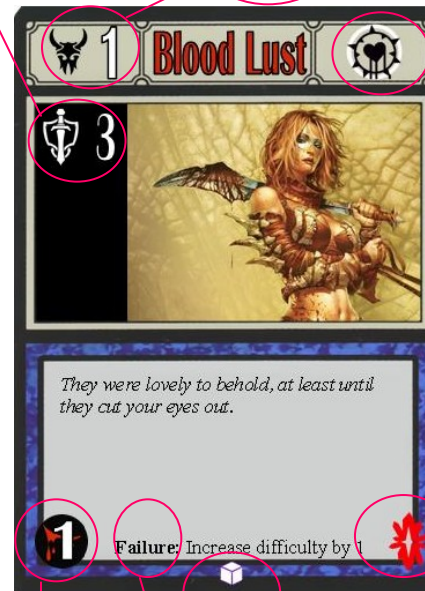 1 Blood Lust
3
They were lovely to behold, at least until
they cut your eyes out.
1 Failure: Increase difficulty by 1